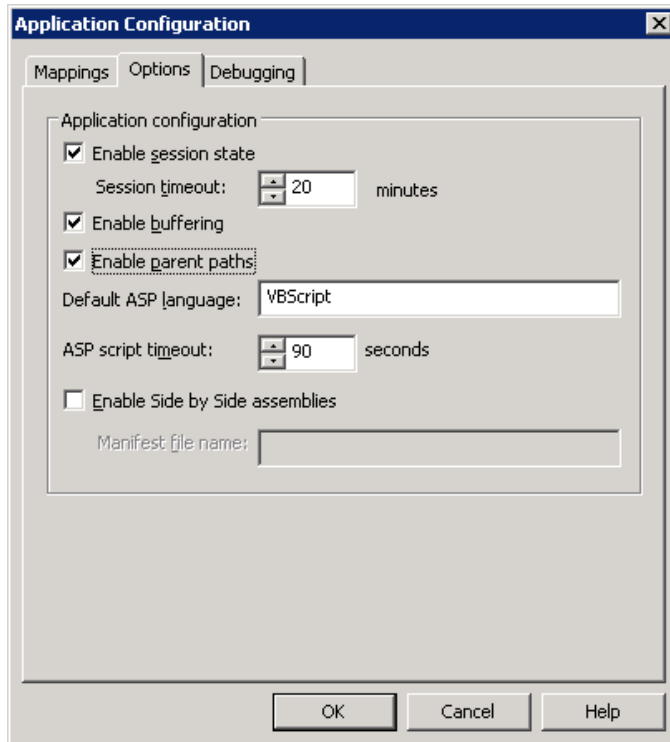 Application Configuration
Mappings Options Debugging
Application configuration
Enable session state
Session timeout: 20 minutes
Enable buffering
Enable parent paths
Default ASP language: VBScript
ASP script timeout: 90 seconds
Enable Side by Side assemblies
Manifest file name:
OK Cancel Help